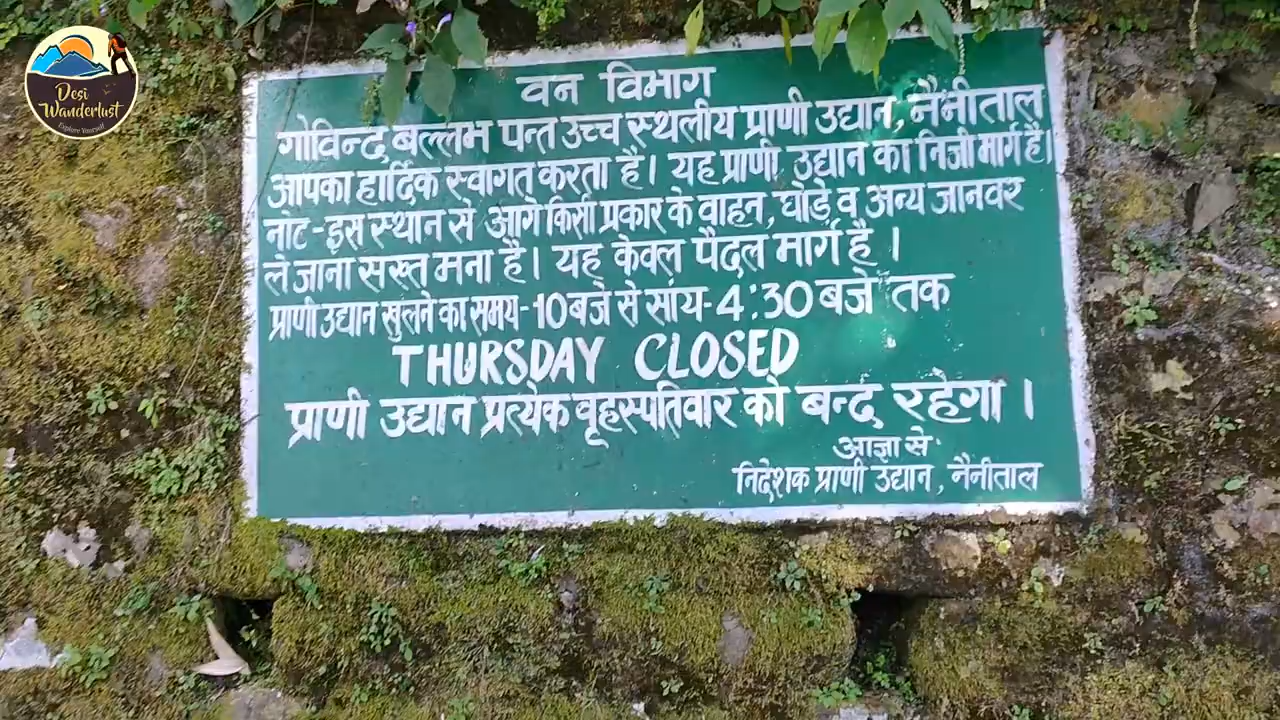 Desi
Wanderlust
Explore Yourself
वन विभाग
गोविन्द बल्लभ पन्त उच्च स्थलीय प्राणी उद्यान, नैनीताल
आपका हार्दिक स्वागत करता है। यह प्राणी उद्यान का निजी मार्ग है।
नोट-इस स्थान से आगे किसी प्रकार के वाहन, घोड़े व अन्य जानवर
ले जाना सख्त मना है। यह केवल पैदल मार्ग है ।
प्राणी उद्यान खुलने का समय-10 बजे से सांय-4:30 बजे तक
THURSDAY CLOSED
प्राणी उद्यान प्रत्येक वृहस्पतिवार को बन्द रहेगा ।
आज्ञा से
निदेशक प्राणी उद्यान, नैनीताल